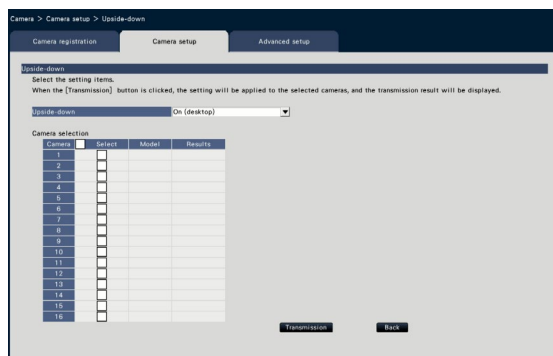 Camera > Camera setup > Upside-down
Camera registration Camera setup Advanced setup
Upside-down
Select the setting items.
When the [Transmission] button is clicked, the setting will be applied to the selected cameras, and the transmission result will be displayed.
Upside-down On (desktop)
Camera selection
Camera Select Model Results
1
2
3
4
5
6
7
8
9
10
11
12
13
14
15
16
Transmission Back